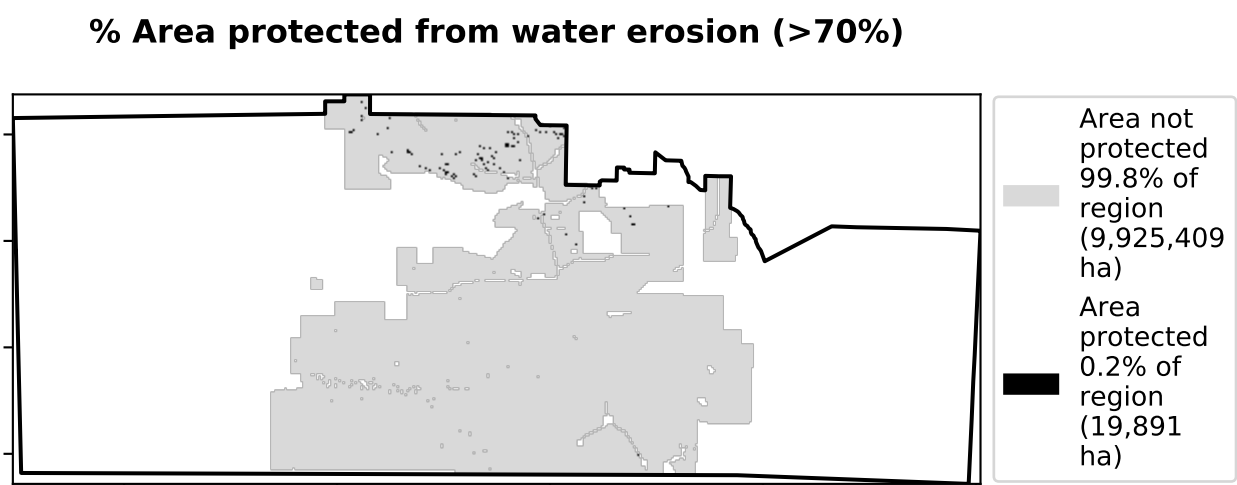 % Area protected from water erosion (>70%)
Area not
protected
99.8% of
region
(9,925,409
ha)
Area
protected
0.2% of
region
(19,891
ha)